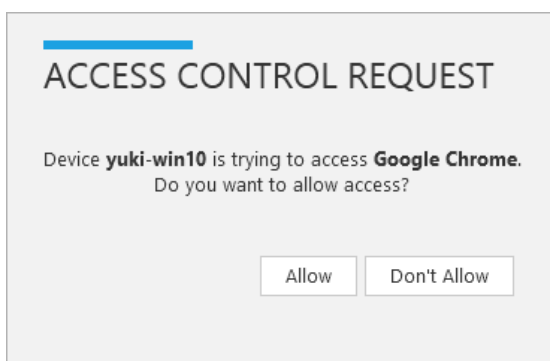 ACCESS CONTROL REQUEST
Device yuki-win10 is trying to access Google Chrome.
Do you want to allow access?
Allow Don't Allow